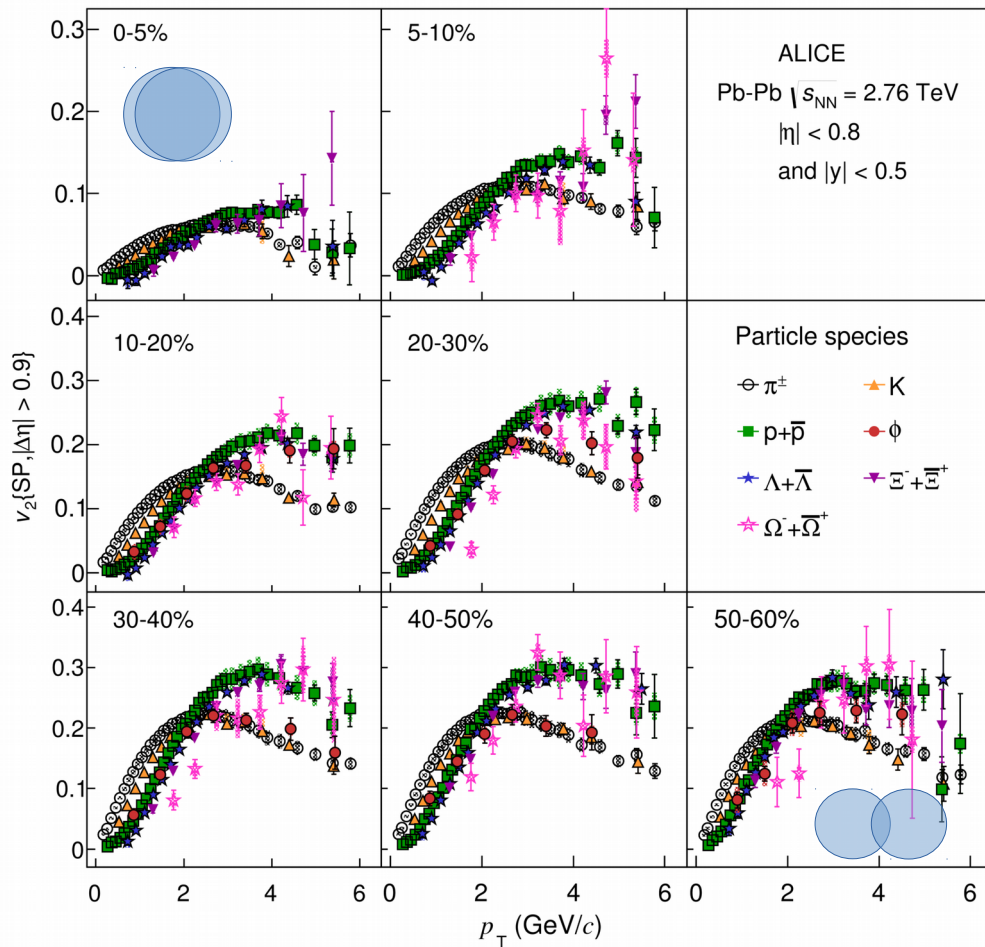 0-5%
5-10%
ALICE
Pb-Pb √sNN = 2.76 TeV
|η| < 0.8
and |y| < 0.5
0.3
0.2
0.1
0
10-20%
20-30%
Particle species
π±
K
p+p̅
ϕ
Λ+Λ̅
Ξ⁻+Ξ̅⁺
Ω⁻+Ω̅⁺
0.4
0.3
0.2
0.1
0
v₂{SP,|Δη| > 0.9}
30-40%
40-50%
50-60%
0.4
0.3
0.2
0.1
0
0 2 4 6
0 2 4 6
0 2 4 6
pT (GeV/c)